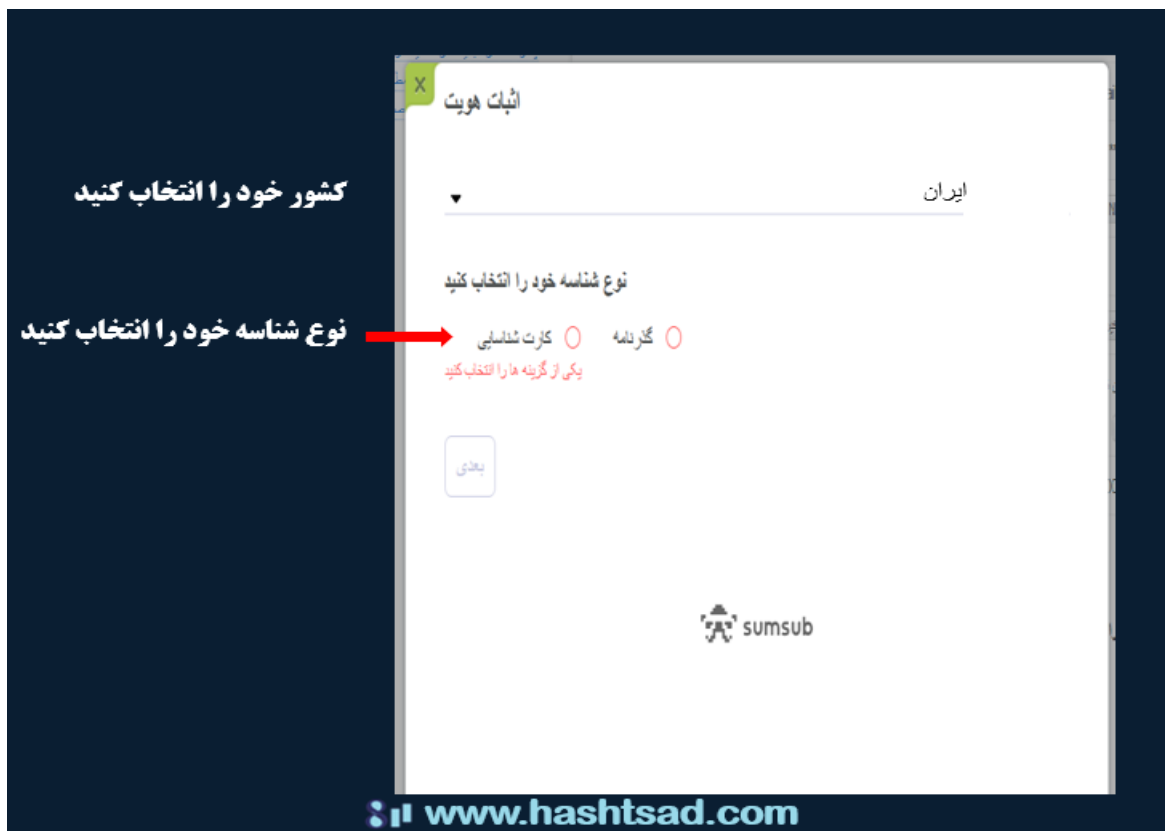 X
اثبات هویت
کشور خود را انتخاب کنید
ایران
نوع شناسه خود را انتخاب کنید
نوع شناسه خود را انتخاب کنید
گذرنامه
کارت شناسایی
یکی از گزینه ها را انتخاب کنید
بعدی
sumsub
www.hashtsad.com